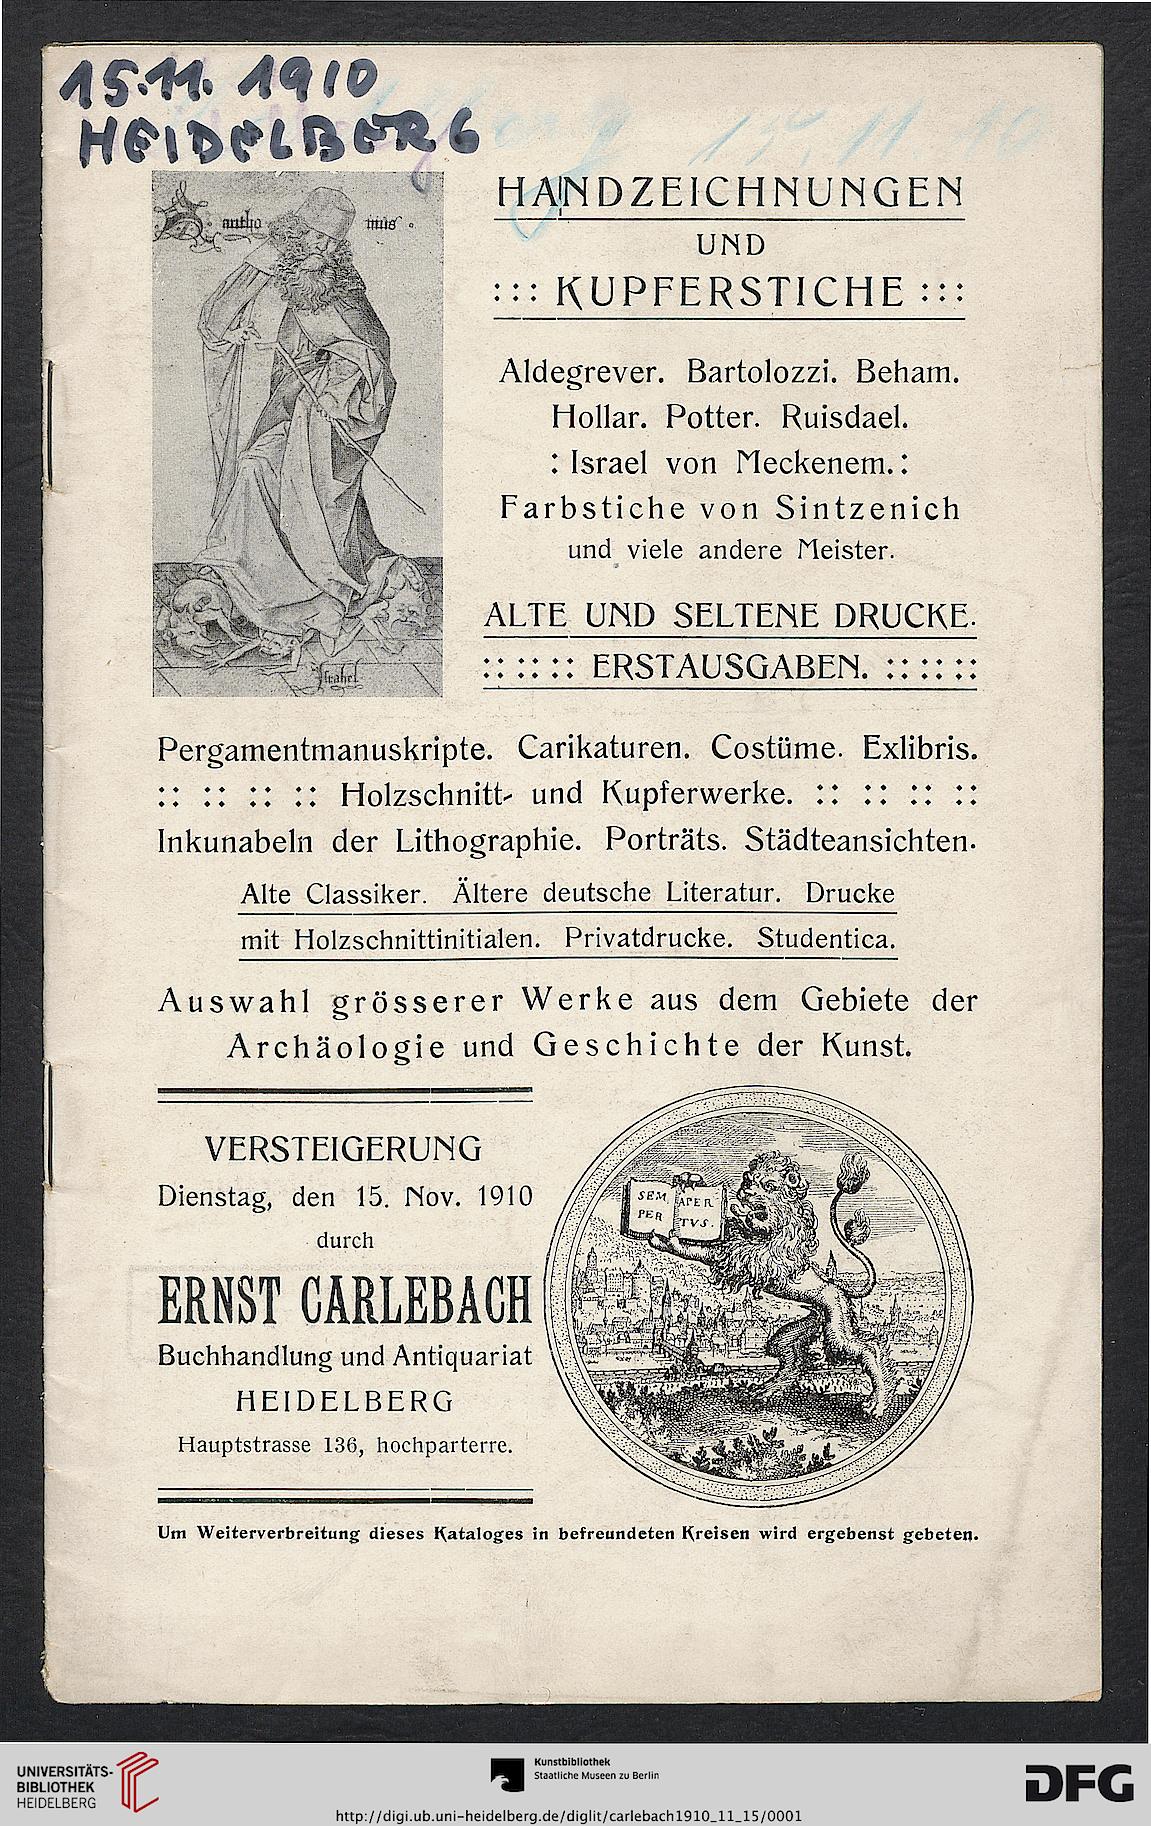 15.11. 1910
HEIDELBERG
HANDZEICHNUNGEN
UND
::: KUPFERSTICHE :::
Aldegrever. Bartolozzi. Beham.
Hollar. Potter. Ruisdael.
: Israel von Meckenem. :
Farbstiche von Sintzenich
und viele andere Meister.
ALTE UND SELTENE DRUCKE.
:: :: :: ERSTAUSGABEN. :: :: ::
antho nius
Israhel
Pergamentmanuskripte. Carikaturen. Costüme. Exlibris.
:: :: :: :: Holzschnitt- und Kupferwerke. :: :: :: ::
Inkunabeln der Lithographie. Porträts. Städteansichten.
Alte Classiker. Ältere deutsche Literatur. Drucke
mit Holzschnittinitialen. Privatdrucke. Studentica.
Auswahl grösserer Werke aus dem Gebiete der
Archäologie und Geschichte der Kunst.
VERSTEIGERUNG
Dienstag, den 15. Nov. 1910
durch
ERNST CARLEBACH
Buchhandlung und Antiquariat
HEIDELBERG
Hauptstrasse 136, hochparterre.
SEM APER
PER TVS.
Um Weiterverbreitung dieses Kataloges in befreundeten Kreisen wird ergebenst gebeten.
UNIVERSITÄTS-
BIBLIOTHEK
HEIDELBERG
Kunstbibliothek
Staatliche Museen zu Berlin
DFG
http://digi.ub.uni-heidelberg.de/diglit/carlebach1910_11_15/0001